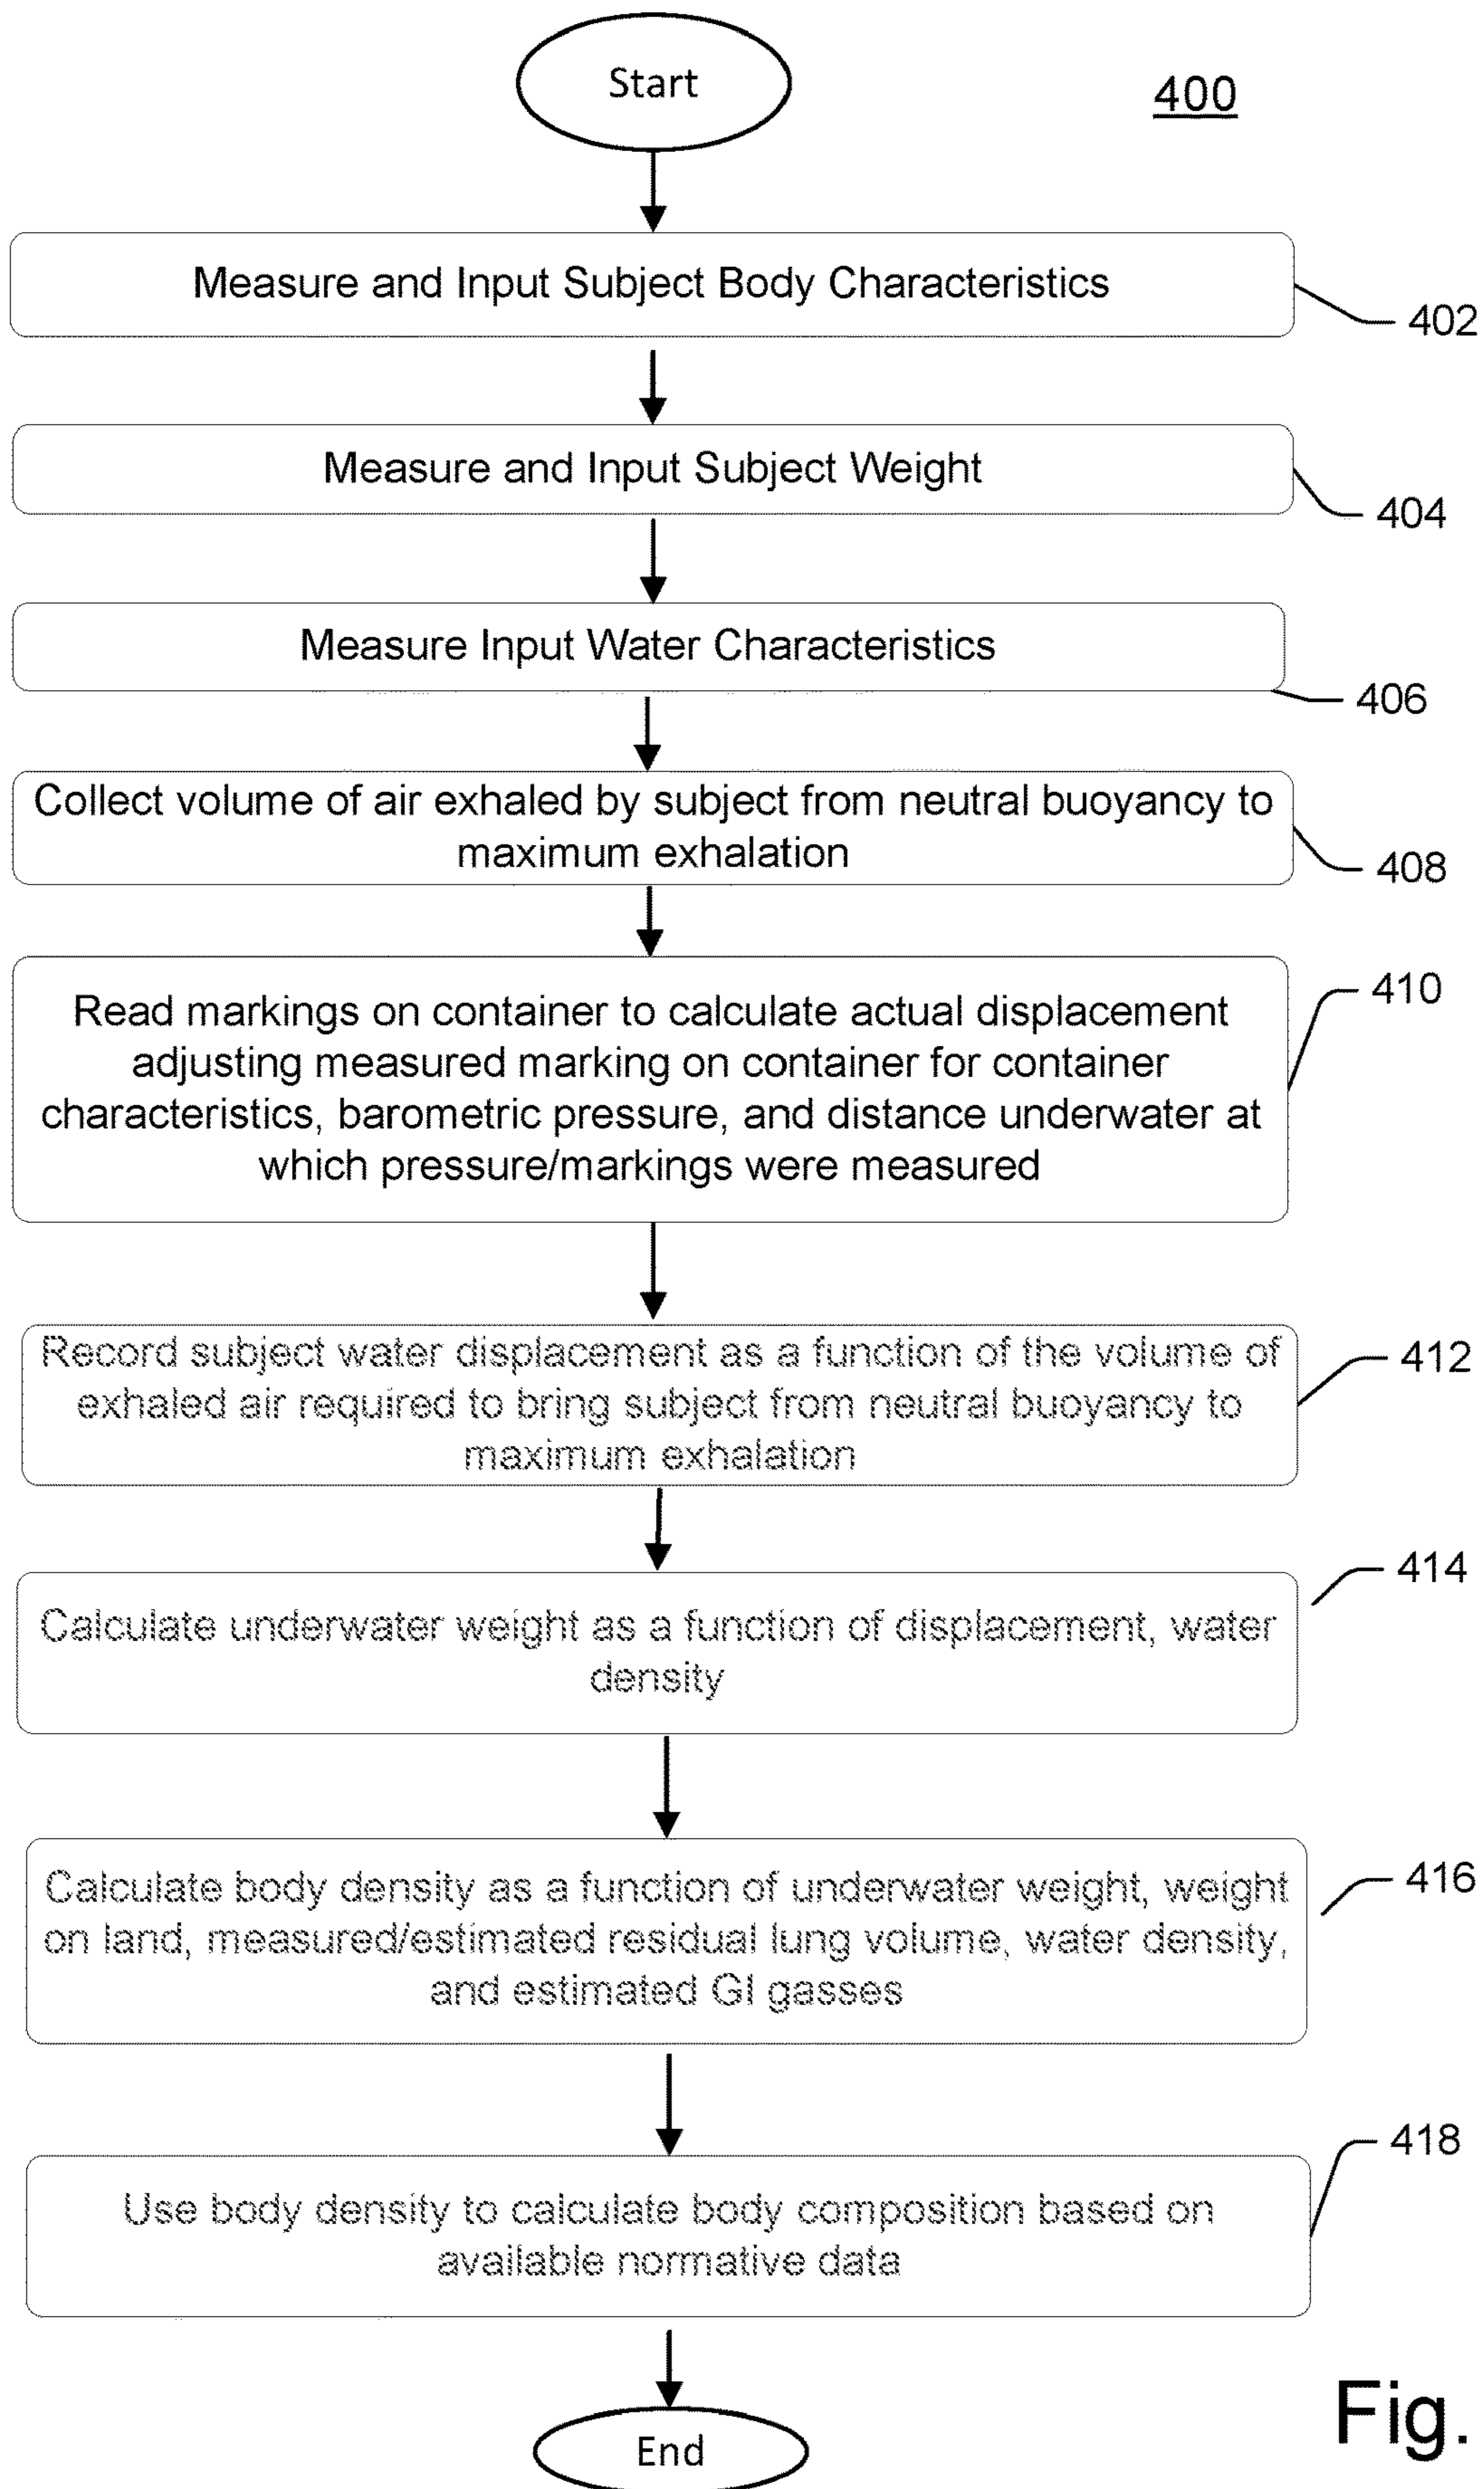 Start
400
Measure and Input Subject Body Characteristics
402
Measure and Input Subject Weight
404
Measure Input Water Characteristics
406
Collect volume of air exhaled by subject from neutral buoyancy to
maximum exhalation
408
Read markings on container to calculate actual displacement
adjusting measured marking on container for container
characteristics, barometric pressure, and distance underwater at
which pressure/markings were measured
410
Record subject water displacement as a function of the volume of
exhaled air required to bring subject from neutral buoyancy to
maximum exhalation
412
Calculate underwater weight as a function of displacement, water
density
414
Calculate body density as a function of underwater weight, weight
on land, measured/estimated residual lung volume, water density,
and estimated GI gasses
416
Use body density to calculate body composition based on
available normative data
418
End
Fig.